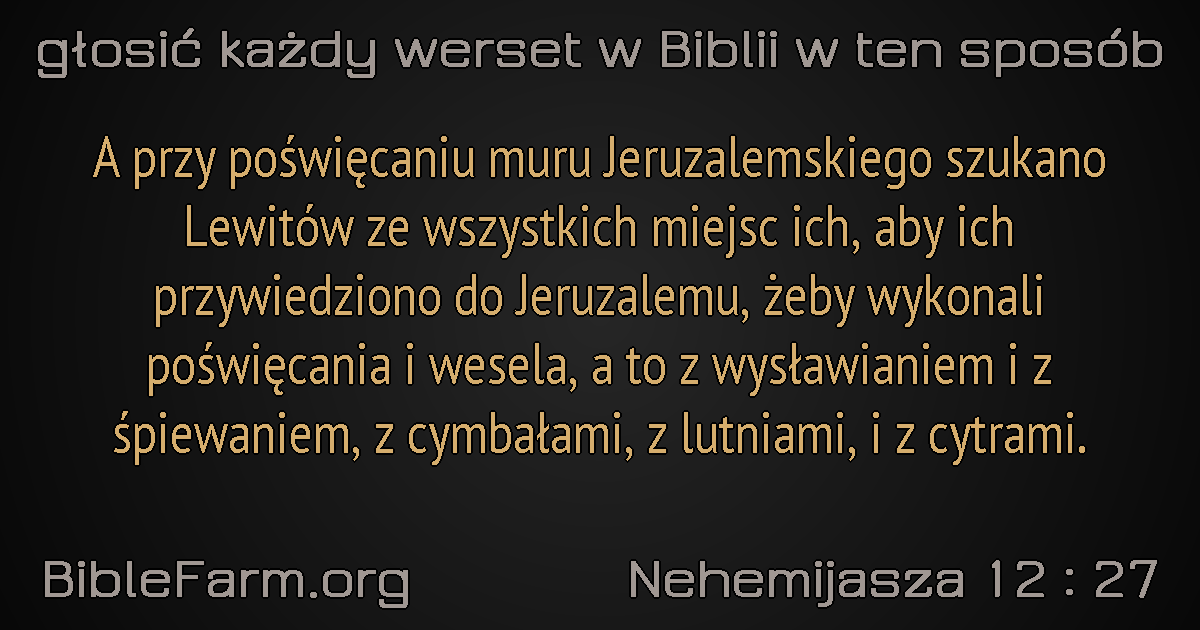 głosić każdy werset w Biblii w ten sposób
A przy poświęcaniu muru Jeruzalemskiego szukano
Lewitów ze wszystkich miejsc ich, aby ich
przywiedziono do Jeruzalemu, żeby wykonali
poświęcania i wesela, a to z wysławianiem i z
śpiewaniem, z cymbałami, z lutniami, i z cytrami.
BibleFarm.org
Nehemijasza 12 : 27